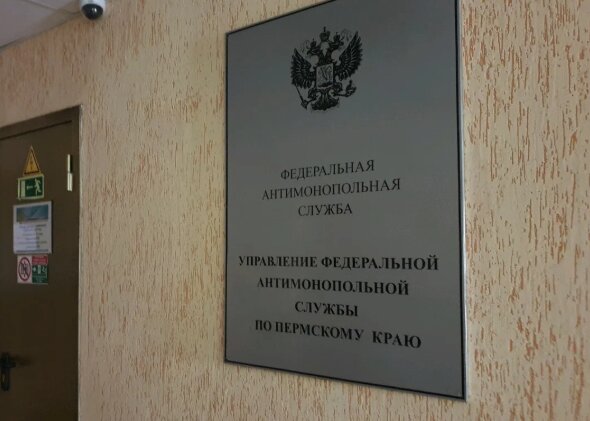 ФЕДЕРАЛЬНАЯ
АНТИМОНОПОЛЬНАЯ
СЛУЖБА
УПРАВЛЕНИЕ ФЕДЕРАЛЬНОЙ
АНТИМОНОПОЛЬНОЙ
СЛУЖБЫ
ПО ПЕРМСКОМУ КРАЮ